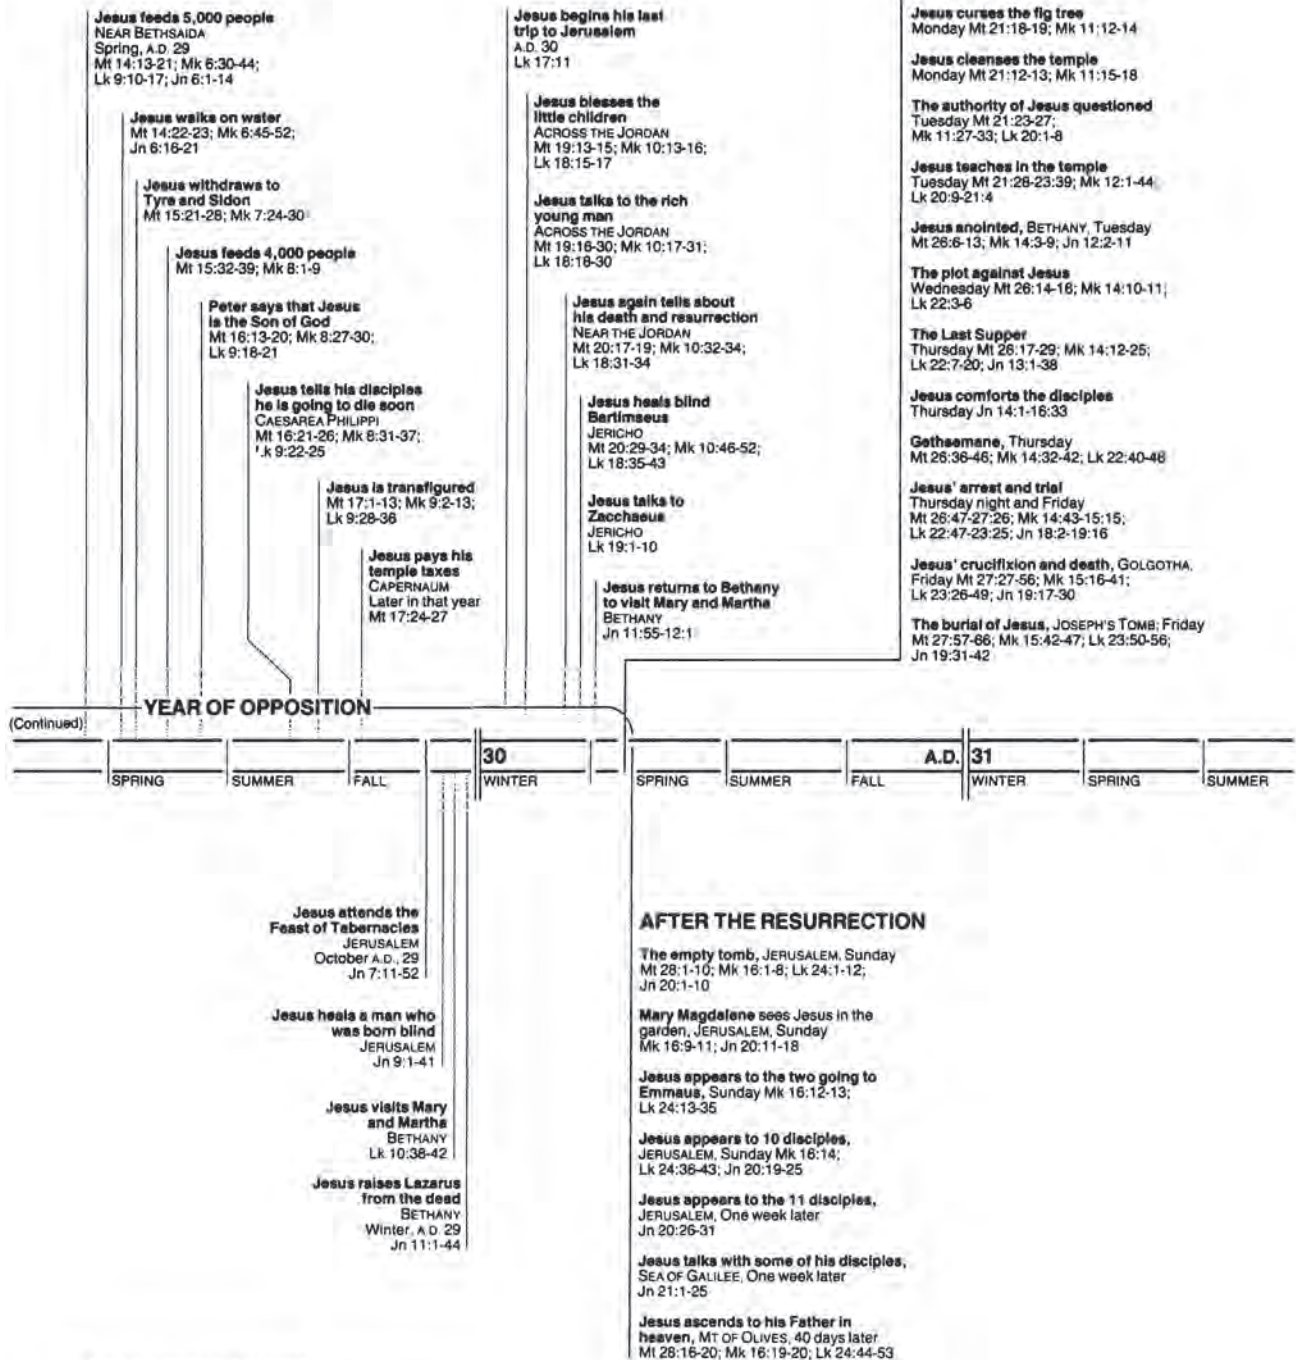 Jesus feeds 5,000 people
NEAR BETHSAIDA
Spring, A.D. 29
Mt 14:13-21; Mk 6:30-44;
Lk 9:10-17; Jn 6:1-14
Jesus walks on water
Mt 14:22-23; Mk 6:45-52;
Jn 6:16-21
Jesus withdraws to
Tyre and Sidon
Mt 15:21-28; Mk 7:24-30
Jesus feeds 4,000 people
Mt 15:32-39; Mk 8:1-9
Peter says that Jesus
is the Son of God
Mt 16:13-20; Mk 8:27-30;
Lk 9:18-21
Jesus tells his disciples
he is going to die soon
CAESAREA PHILIPPI
Mt 16:21-26; Mk 8:31-37;
Lk 9:22-25
Jesus is transfigured
Mt 17:1-13; Mk 9:2-13;
Lk 9:28-36
Jesus pays his
temple taxes
CAPERNAUM
Later in that year
Mt 17:24-27
Jesus begins his last
trip to Jerusalem
A.D. 30
Lk 17:11
Jesus blesses the
little children
ACROSS THE JORDAN
Mt 19:13-15; Mk 10:13-16;
Lk 18:15-17
Jesus talks to the rich
young man
ACROSS THE JORDAN
Mt 19:16-30; Mk 10:17-31;
Lk 18:18-30
Jesus again tells about
his death and resurrection
NEAR THE JORDAN
Mt 20:17-19; Mk 10:32-34;
Lk 18:31-34
Jesus heals blind
Bartimaeus
JERICHO
Mt 20:29-34; Mk 10:46-52;
Lk 18:35-43
Jesus talks to
Zacchaeus
JERICHO
Lk 19:1-10
Jesus returns to Bethany
to visit Mary and Martha
BETHANY
Jn 11:55-12:1
Jesus curses the fig tree
Monday Mt 21:18-19; Mk 11:12-14
Jesus cleanses the temple
Monday Mt 21:12-13; Mk 11:15-18
The authority of Jesus questioned
Tuesday Mt 21:23-27;
Mk 11:27-33; Lk 20:1-8
Jesus teaches in the temple
Tuesday Mt 21:28-23:39; Mk 12:1-44;
Lk 20:9-21:4
Jesus anointed, BETHANY, Tuesday
Mt 26:6-13; Mk 14:3-9; Jn 12:2-11
The plot against Jesus
Wednesday Mt 26:14-16; Mk 14:10-11;
Lk 22:3-6
The Last Supper
Thursday Mt 26:17-29; Mk 14:12-25;
Lk 22:7-20; Jn 13:1-38
Jesus comforts the disciples
Thursday Jn 14:1-16:33
Gethsemane, Thursday
Mt 26:36-46; Mk 14:32-42; Lk 22:40-46
Jesus' arrest and trial
Thursday night and Friday
Mt 26:47-27:26; Mk 14:43-15:15;
Lk 22:47-23:25; Jn 18:2-19:16
Jesus' crucifixion and death, GOLGOTHA,
Friday Mt 27:27-56; Mk 15:16-41;
Lk 23:26-49; Jn 19:17-30
The burial of Jesus, JOSEPH'S TOMB, Friday
Mt 27:57-66; Mk 15:42-47; Lk 23:50-56;
Jn 19:31-42
YEAR OF OPPOSITION
(Continued)
30 A.D. 31
SPRING SUMMER FALL WINTER SPRING SUMMER FALL WINTER SPRING SUMMER
Jesus attends the
Feast of Tabernacles
JERUSALEM
October A.D., 29
Jn 7:11-52
Jesus heals a man who
was born blind
JERUSALEM
Jn 9:1-41
Jesus visits Mary
and Martha
BETHANY
Lk 10:38-42
Jesus raises Lazarus
from the dead
BETHANY
Winter, A.D. 29
Jn 11:1-44
AFTER THE RESURRECTION
The empty tomb, JERUSALEM, Sunday
Mt 28:1-10; Mk 16:1-8; Lk 24:1-12;
Jn 20:1-10
Mary Magdalene sees Jesus in the
garden, JERUSALEM, Sunday
Mk 16:9-11; Jn 20:11-18
Jesus appears to the two going to
Emmaus, Sunday Mk 16:12-13;
Lk 24:13-35
Jesus appears to 10 disciples,
JERUSALEM, Sunday Mk 16:14;
Lk 24:36-43; Jn 20:19-25
Jesus appears to the 11 disciples,
JERUSALEM, One week later
Jn 20:26-31
Jesus talks with some of his disciples,
SEA OF GALILEE, One week later
Jn 21:1-25
Jesus ascends to his Father in
heaven, MT OF OLIVES, 40 days later
Mt 28:16-20; Mk 16:19-20; Lk 24:44-53